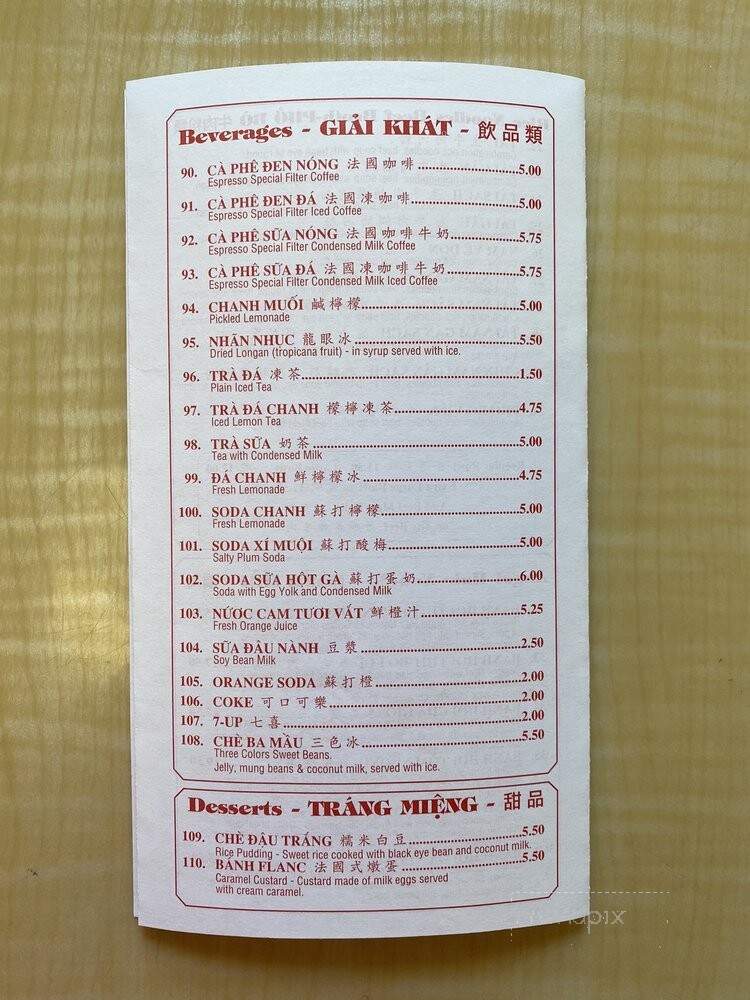 Beverages - GIẢI KHÁT - 飲品類
90. CÀ PHÊ ĐEN NÓNG 法國咖啡 5.00
Espresso Special Filter Coffee
91. CÀ PHÊ ĐEN ĐÁ 法國凍咖啡 5.00
Espresso Special Filter Iced Coffee
92. CÀ PHÊ SỮA NÓNG 法國咖啡牛奶 5.75
Espresso Special Filter Condensed Milk Coffee
93. CÀ PHÊ SỮA ĐÁ 法國凍咖啡牛奶 5.75
Espresso Special Filter Condensed Milk Iced Coffee
94. CHANH MUỐI 鹹檸檬 5.00
Pickled Lemonade
95. NHÃN NHỤC 龍眼冰 5.50
Dried Longan (tropicana fruit) - in syrup served with ice.
96. TRÀ ĐÁ 凍茶 1.50
Plain Iced Tea
97. TRÀ ĐÁ CHANH 檬檸凍茶 4.75
Iced Lemon Tea
98. TRÀ SỮA 奶茶 5.00
Tea with Condensed Milk
99. ĐÁ CHANH 鮮檸檬冰 4.75
Fresh Lemonade
100. SODA CHANH 蘇打檸檬 5.00
Fresh Lemonade
101. SODA XÍ MUỘI 蘇打酸梅 5.00
Salty Plum Soda
102. SODA SỮA HỘT GÀ 蘇打蛋奶 6.00
Soda with Egg Yolk and Condensed Milk
103. NƯỚC CAM TƯƠI VẮT 鮮橙汁 5.25
Fresh Orange Juice
104. SỮA ĐẬU NÀNH 豆漿 2.50
Soy Bean Milk
105. ORANGE SODA 蘇打橙 2.00
106. COKE 可口可樂 2.00
107. 7-UP 七喜 2.00
108. CHÈ BA MẦU 三色冰 5.50
Three Colors Sweet Beans.
Jelly, mung beans & coconut milk, served with ice.
Desserts - TRÁNG MIỆNG - 甜品
109. CHÈ ĐẬU TRẮNG 糯米白豆 5.50
Rice Pudding - Sweet rice cooked with black eye bean and coconut milk.
110. BÁNH FLANC 法國式燉蛋 5.50
Caramel Custard - Custard made of milk eggs served
with cream caramel.